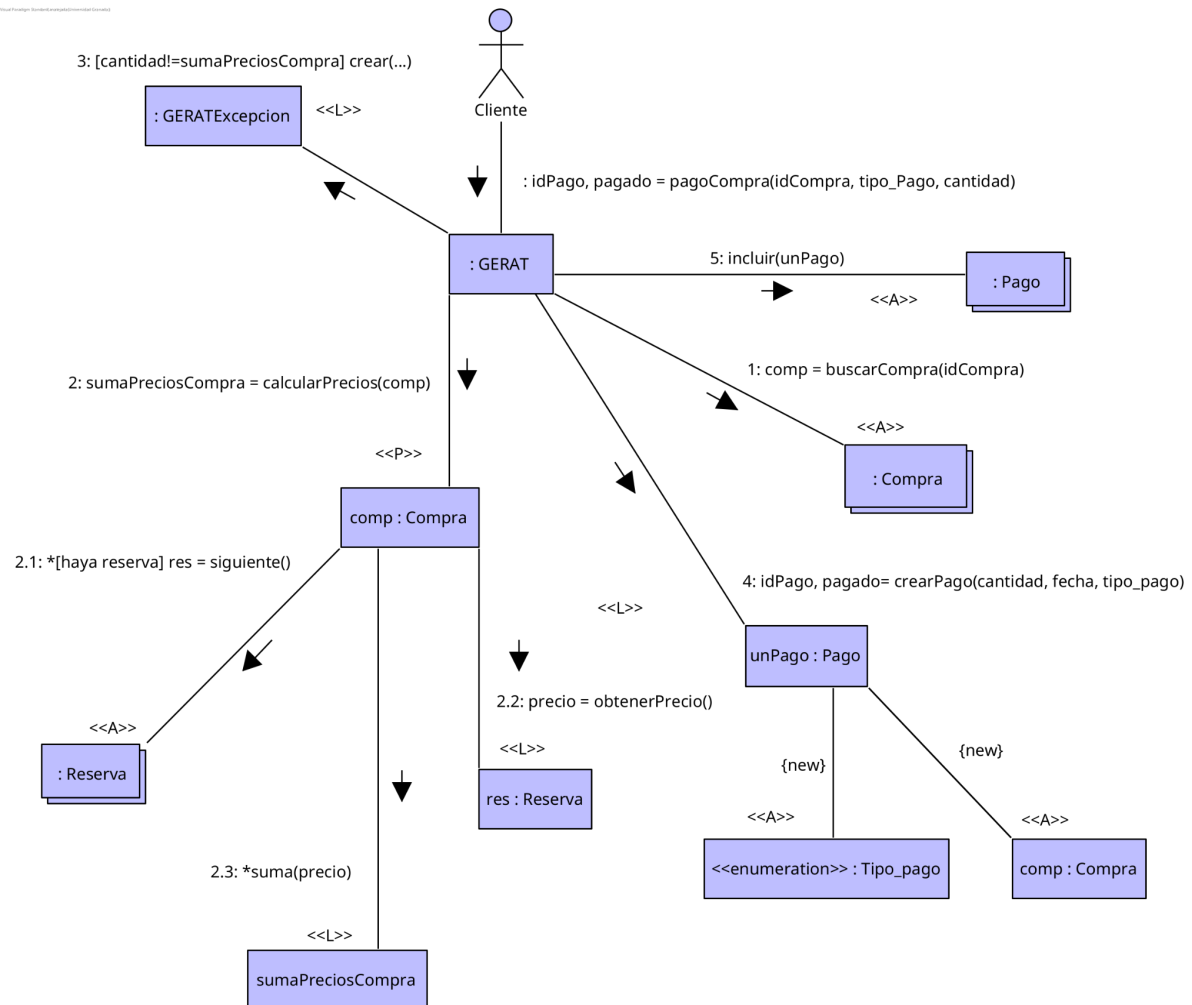 3: [cantidad!=sumaPreciosCompra] crear(...)
: GERATExcepcion
<<L>>
Cliente
: idPago, pagado = pagoCompra(idCompra, tipo_Pago, cantidad)
: GERAT
5: incluir(unPago)
: Pago
<<A>>
2: sumaPreciosCompra = calcularPrecios(comp)
1: comp = buscarCompra(idCompra)
<<A>>
<<P>>
: Compra
comp : Compra
2.1: *[haya reserva] res = siguiente()
4: idPago, pagado= crearPago(cantidad, fecha, tipo_pago)
<<L>>
unPago : Pago
2.2: precio = obtenerPrecio()
<<A>>
<<L>>
{new}
{new}
: Reserva
res : Reserva
<<A>>
<<A>>
2.3: *suma(precio)
<<enumeration>> : Tipo_pago
comp : Compra
<<L>>
sumaPreciosCompra